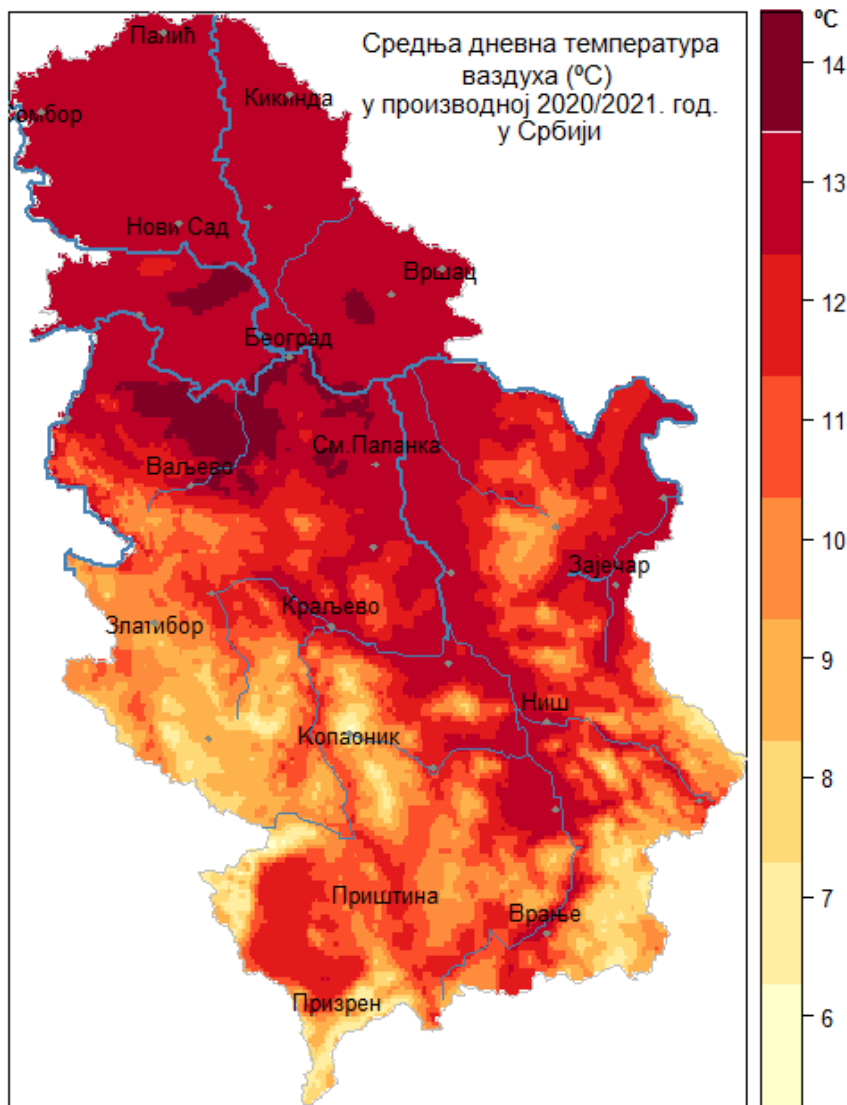 Средња дневна температура
ваздуха (ºC)
у производној 2020/2021. год.
у Србији
ºC
14
13
12
11
10
9
8
7
6
Палић
Кикинда
омбор
Нови Сад
Вршац
Београд
См.Паланка
Ваљево
Зајечар
Краљево
Златибор
Ниш
Копаоник
Приштина
Врање
Призрен